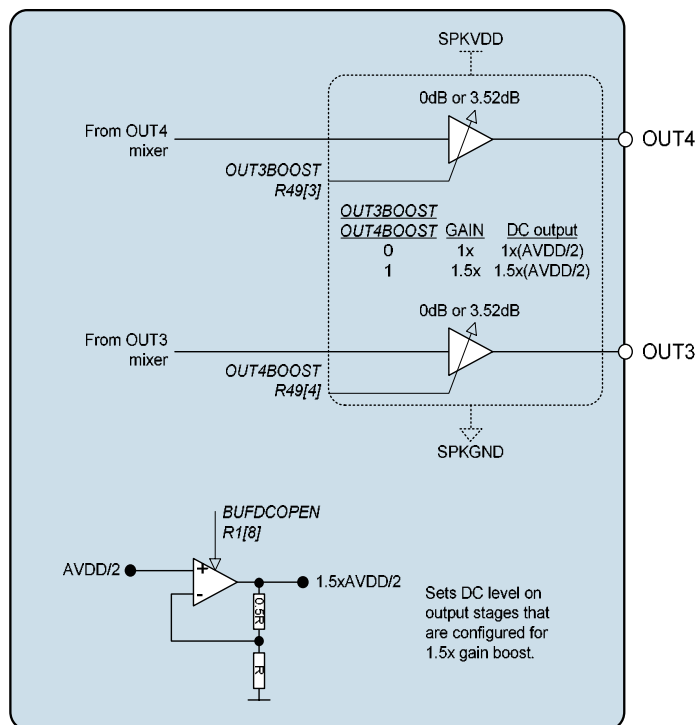 SPKVDD
0dB or 3.52dB
From OUT4
mixer
OUT4
OUT3BOOST
R49[3]
OUT3BOOST
OUT4BOOST GAIN DC output
0 1x 1x(AVDD/2)
1 1.5x 1.5x(AVDD/2)
0dB or 3.52dB
From OUT3
mixer
OUT3
OUT4BOOST
R49[4]
SPKGND
BUFDCOPEN
R1[8]
AVDD/2
+
-
1.5xAVDD/2
0.5R
R
Sets DC level on
output stages that
are configured for
1.5x gain boost.